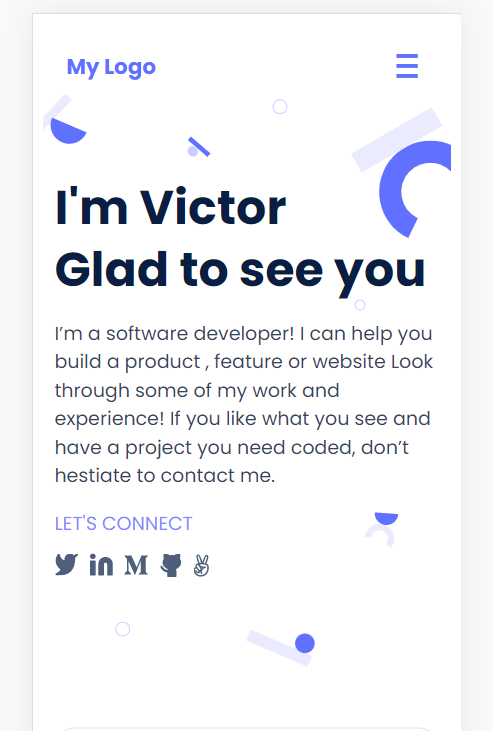 My Logo
I'm Victor
Glad to see you
I’m a software developer! I can help you
build a product , feature or website Look
through some of my work and
experience! If you like what you see and
have a project you need coded, don’t
hestiate to contact me.
LET'S CONNECT